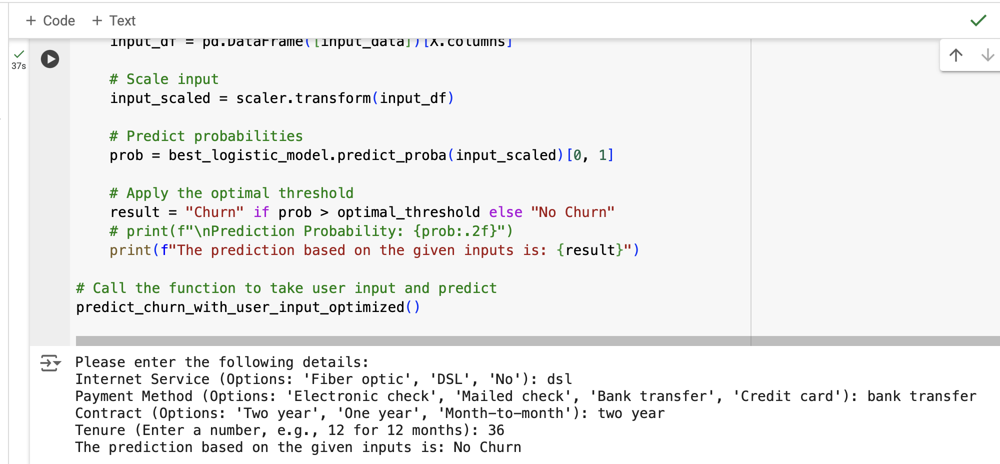 + Code + Text
input_df = pd.DataFrame([input_data])[X.columns]
37s
# Scale input
input_scaled = scaler.transform(input_df)
# Predict probabilities
prob = best_logistic_model.predict_proba(input_scaled)[0, 1]
# Apply the optimal threshold
result = "Churn" if prob > optimal_threshold else "No Churn"
# print(f"\nPrediction Probability: {prob:.2f}")
print(f"The prediction based on the given inputs is: {result}")
# Call the function to take user input and predict
predict_churn_with_user_input_optimized()
Please enter the following details:
Internet Service (Options: 'Fiber optic', 'DSL', 'No'): dsl
Payment Method (Options: 'Electronic check', 'Mailed check', 'Bank transfer', 'Credit card'): bank transfer
Contract (Options: 'Two year', 'One year', 'Month-to-month'): two year
Tenure (Enter a number, e.g., 12 for 12 months): 36
The prediction based on the given inputs is: No Churn